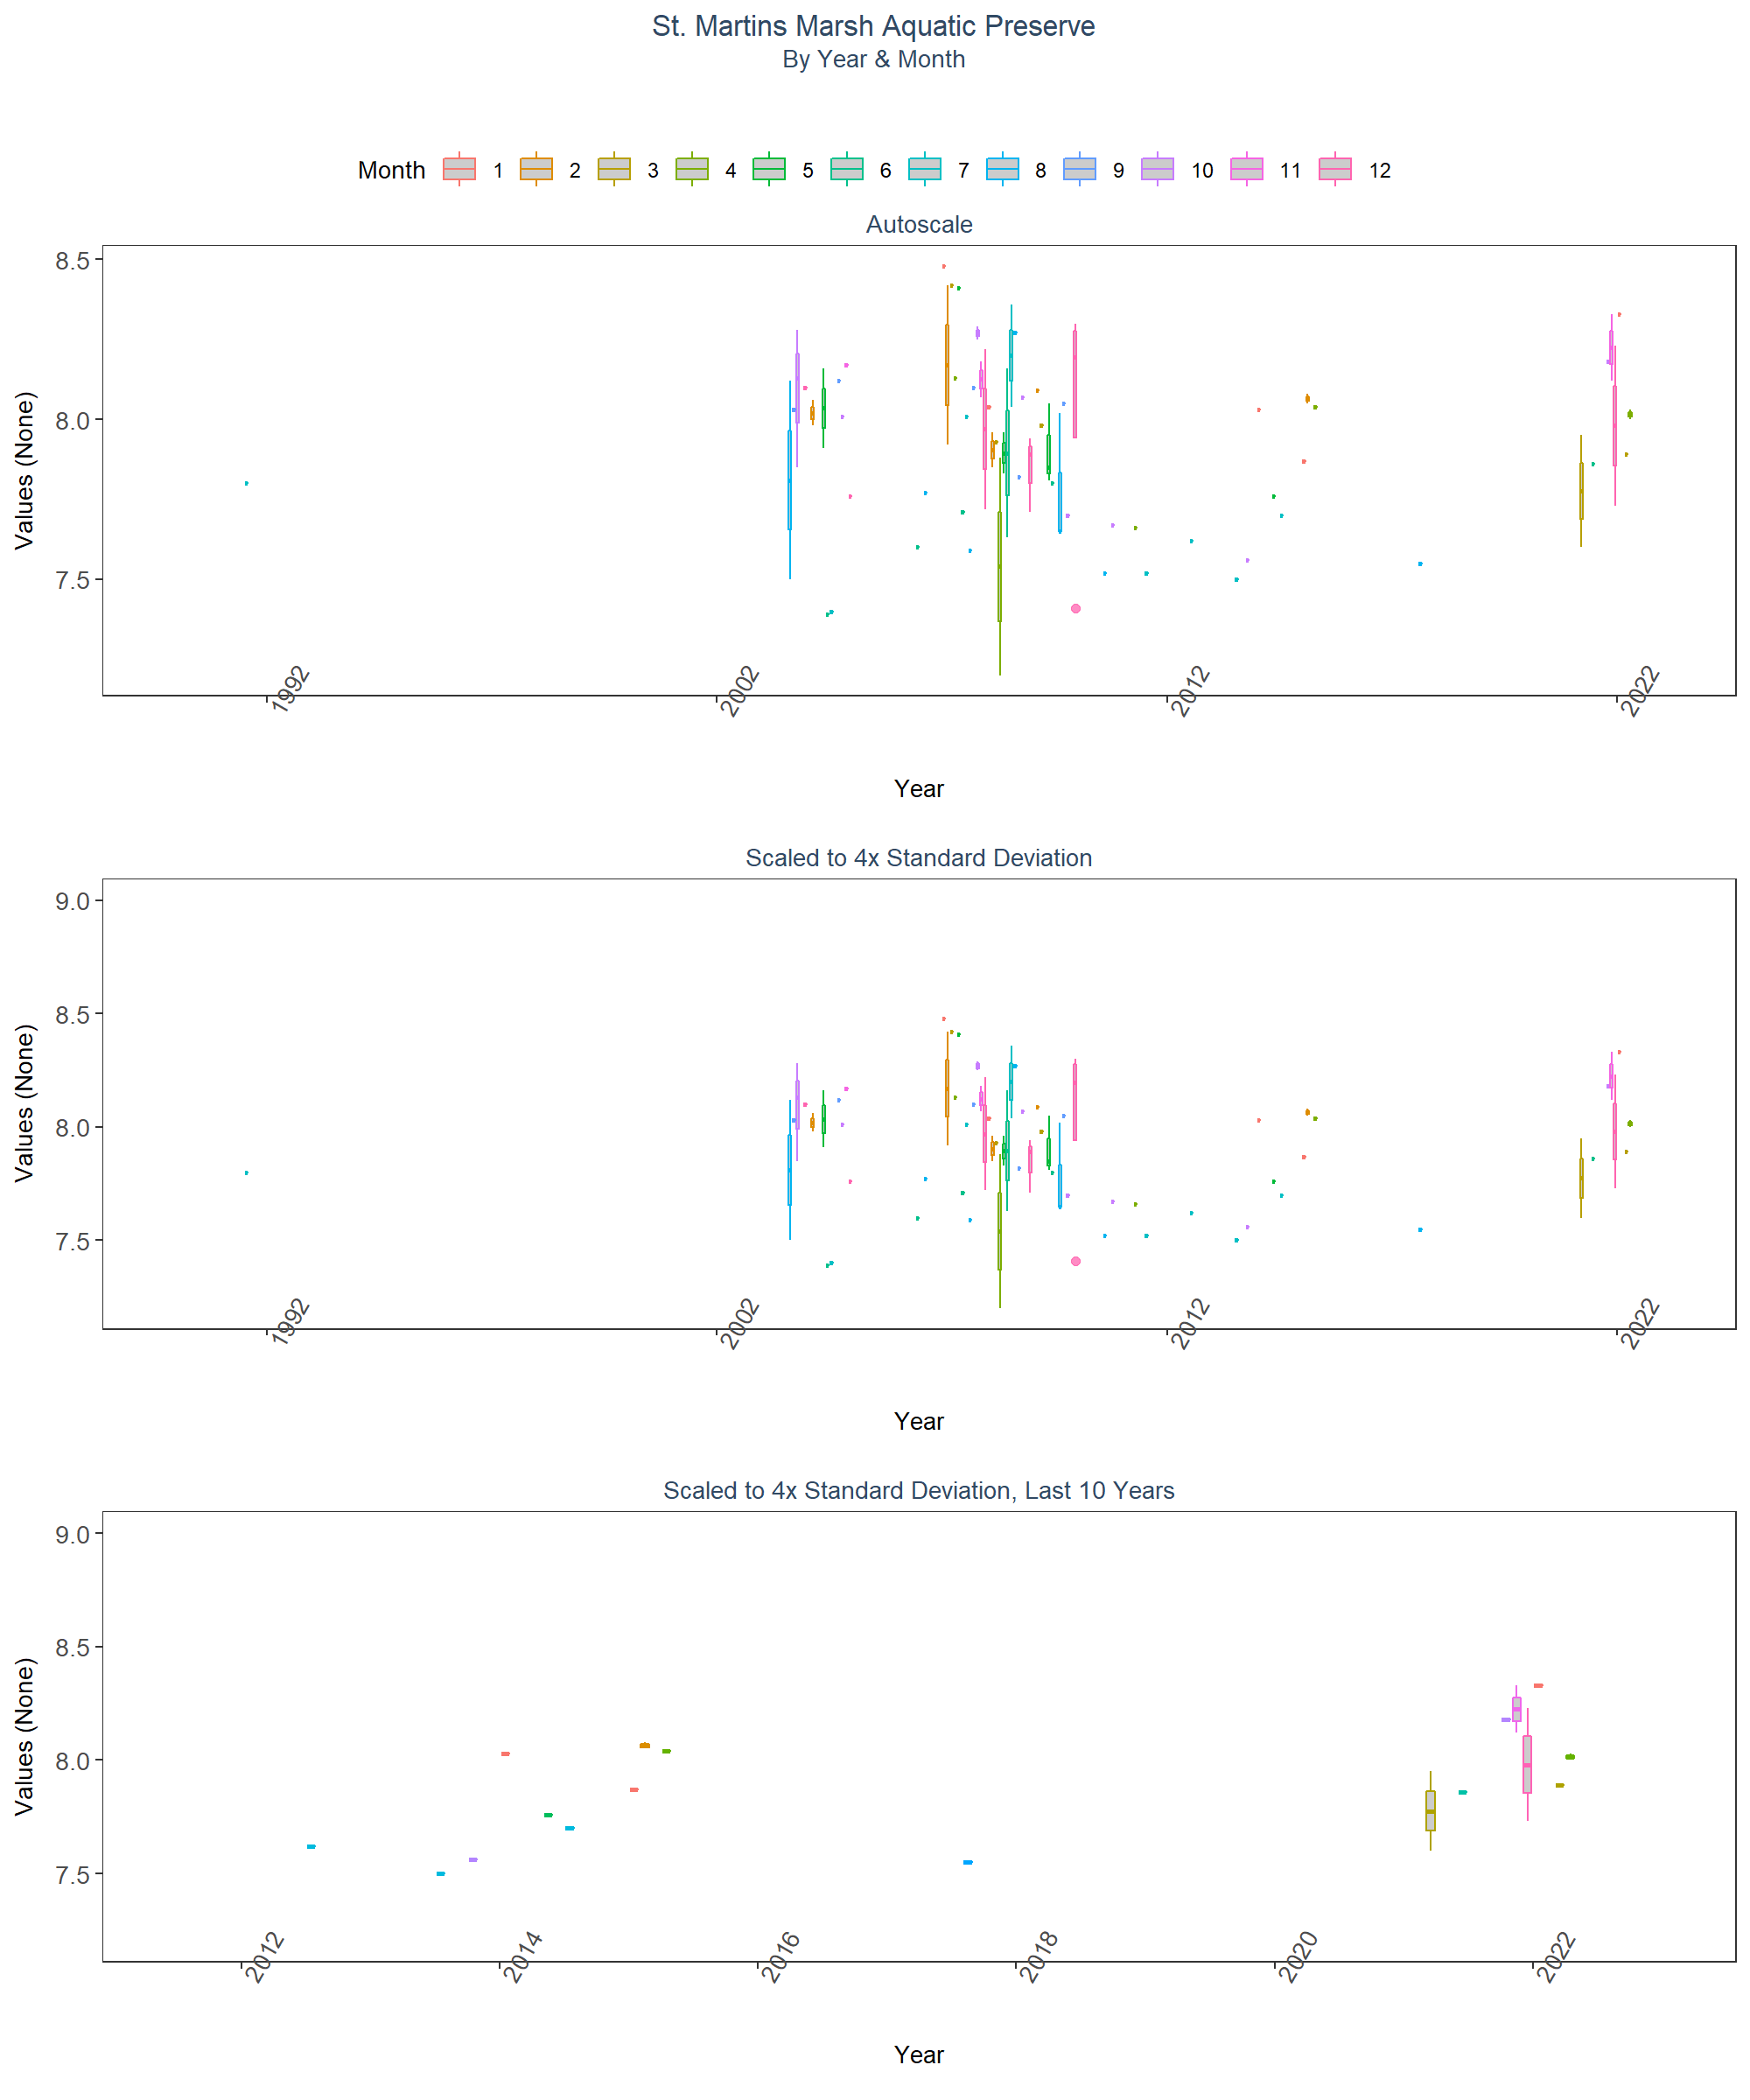 St. Martins Marsh Aquatic Preserve
By Year & Month
Month 1 2 3 4 5 6 7 8 9 10 11 12
Autoscale
Values (None)
8.5
8.0
7.5
1992 2002 2012 2022
Year
Scaled to 4x Standard Deviation
Values (None)
9.0
8.5
8.0
7.5
1992 2002 2012 2022
Year
Scaled to 4x Standard Deviation, Last 10 Years
Values (None)
9.0
8.5
8.0
7.5
2012 2014 2016 2018 2020 2022
Year